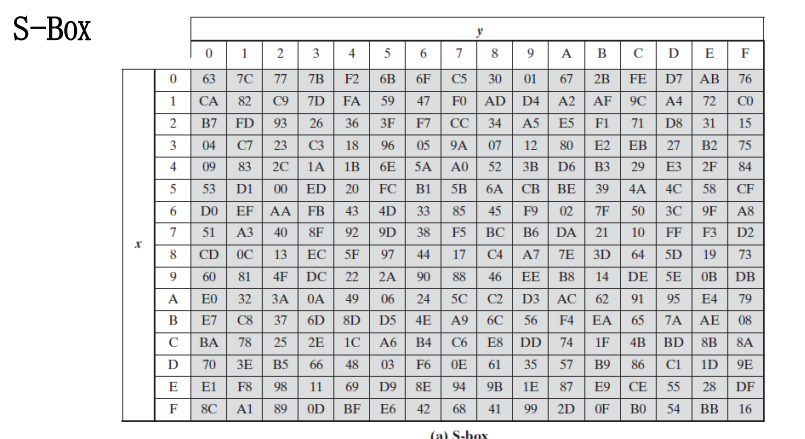 S-Box
y
0 1 2 3 4 5 6 7 8 9 A B C D E F
0 63 7C 77 7B F2 6B 6F C5 30 01 67 2B FE D7 AB 76
1 CA 82 C9 7D FA 59 47 F0 AD D4 A2 AF 9C A4 72 C0
2 B7 FD 93 26 36 3F F7 CC 34 A5 E5 F1 71 D8 31 15
3 04 C7 23 C3 18 96 05 9A 07 12 80 E2 EB 27 B2 75
4 09 83 2C 1A 1B 6E 5A A0 52 3B D6 B3 29 E3 2F 84
5 53 D1 00 ED 20 FC B1 5B 6A CB BE 39 4A 4C 58 CF
6 D0 EF AA FB 43 4D 33 85 45 F9 02 7F 50 3C 9F A8
7 51 A3 40 8F 92 9D 38 F5 BC B6 DA 21 10 FF F3 D2
x
8 CD 0C 13 EC 5F 97 44 17 C4 A7 7E 3D 64 5D 19 73
9 60 81 4F DC 22 2A 90 88 46 EE B8 14 DE 5E 0B DB
A E0 32 3A 0A 49 06 24 5C C2 D3 AC 62 91 95 E4 79
B E7 C8 37 6D 8D D5 4E A9 6C 56 F4 EA 65 7A AE 08
C BA 78 25 2E 1C A6 B4 C6 E8 DD 74 1F 4B BD 8B 8A
D 70 3E B5 66 48 03 F6 0E 61 35 57 B9 86 C1 1D 9E
E E1 F8 98 11 69 D9 8E 94 9B 1E 87 E9 CE 55 28 DF
F 8C A1 89 0D BF E6 42 68 41 99 2D 0F B0 54 BB 16
(a) S-box